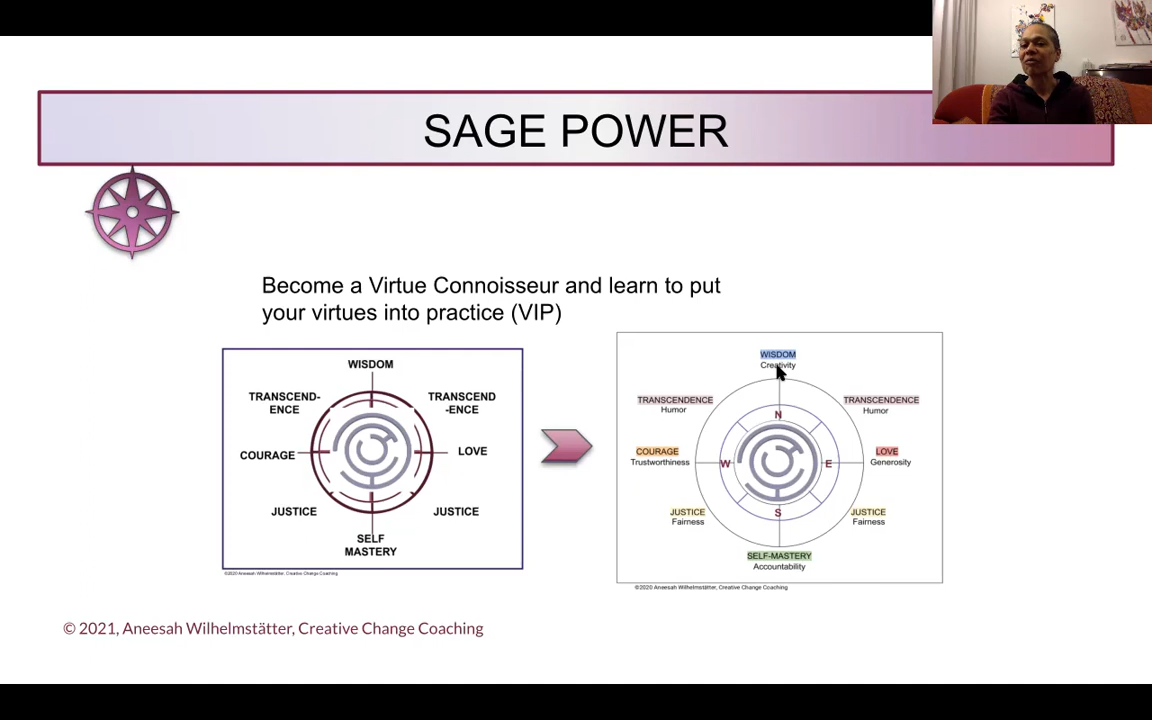 SAGE POWER
Become a Virtue Connoisseur and learn to put
your virtues into practice (VIP)
WISDOM
TRANSCEND-
ENCE
TRANSCEND
-ENCE
COURAGE
LOVE
JUSTICE
JUSTICE
SELF
MASTERY
©2020 Aneesah Wilhelmstätter, Creative Change Coaching
WISDOM
Creativity
TRANSCENDENCE
Humor
TRANSCENDENCE
Humor
N
COURAGE
Trustworthiness
W
E
LOVE
Generosity
JUSTICE
Fairness
S
JUSTICE
Fairness
SELF-MASTERY
Accountability
©2020 Aneesah Wilhelmstätter, Creative Change Coaching
© 2021, Aneesah Wilhelmstätter, Creative Change Coaching